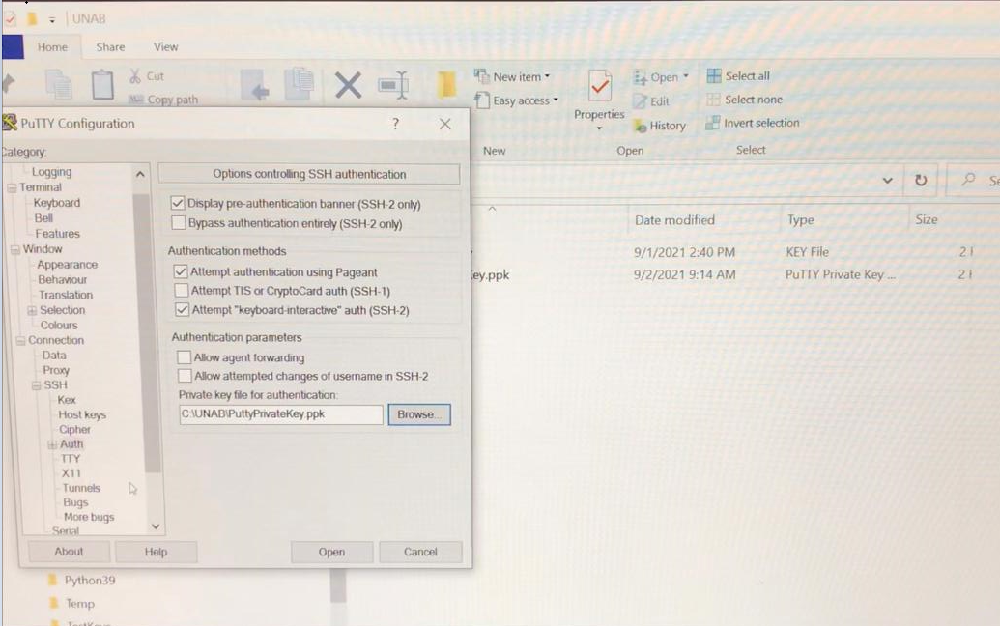 UNAB
Home Share View
Cut
Copy path
New item
Easy access
New
Properties
Open
Edit
History
Open
Select all
Select none
Invert selection
Select
Date modified Type Size
9/1/2021 2:40 PM KEY File
9/2/2021 9:14 AM PuTTY Private Key ...
PuTTY Configuration ?
Category:
Logging
Terminal
Keyboard
Bell
Features
Window
Appearance
Behaviour
Translation
Selection
Colours
Connection
Data
Proxy
SSH
Kex
Host keys
Cipher
Auth
TTY
X11
Tunnels
Bugs
More bugs
Serial
Options controlling SSH authentication
Display pre-authentication banner (SSH-2 only)
Bypass authentication entirely (SSH-2 only)
Authentication methods
Attempt authentication using Pageant
Attempt TIS or CryptoCard auth (SSH-1)
Attempt "keyboard-interactive" auth (SSH-2)
Authentication parameters
Allow agent forwarding
Allow attempted changes of username in SSH-2
Private key file for authentication:
C:\UNAB\PuttyPrivateKey.ppk Browse...
About Help Open Cancel
Python39
Temp